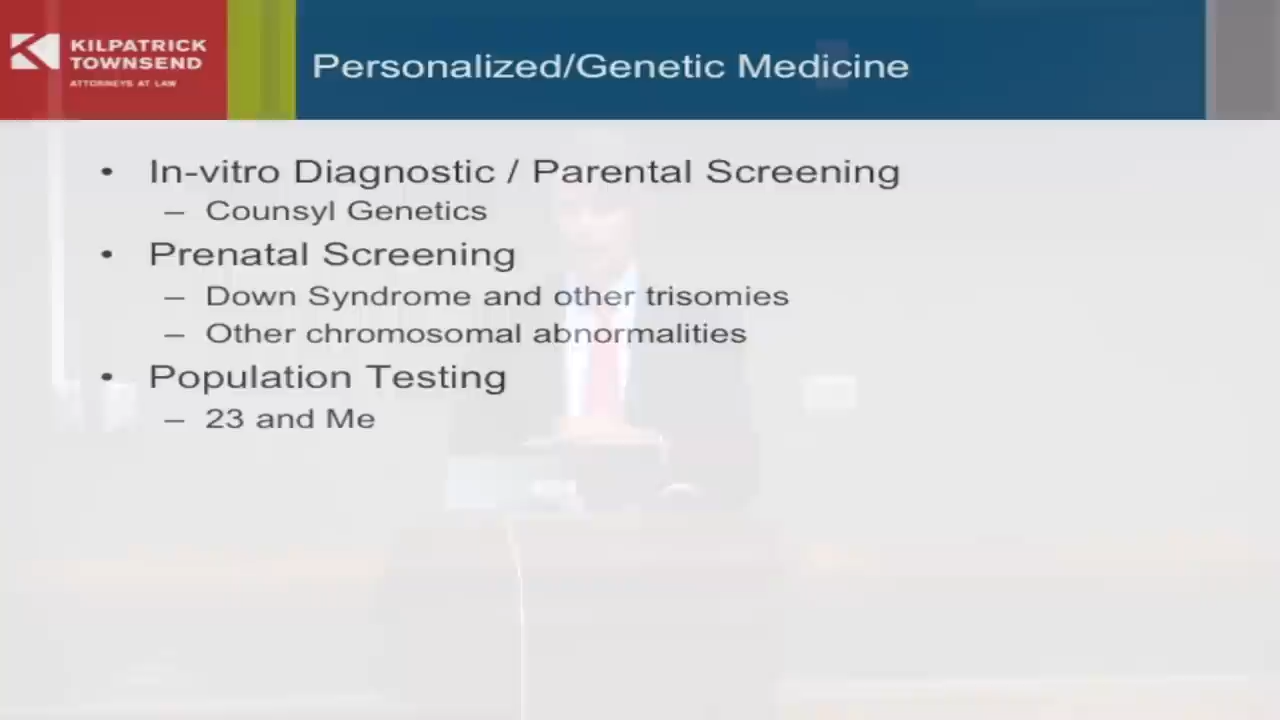 KILPATRICK
TOWNSEND
ATTORNEYS AT LAW
Personalized/Genetic Medicine
• In-vitro Diagnostic / Parental Screening
– Counsyl Genetics
• Prenatal Screening
– Down Syndrome and other trisomies
– Other chromosomal abnormalities
• Population Testing
– 23 and Me